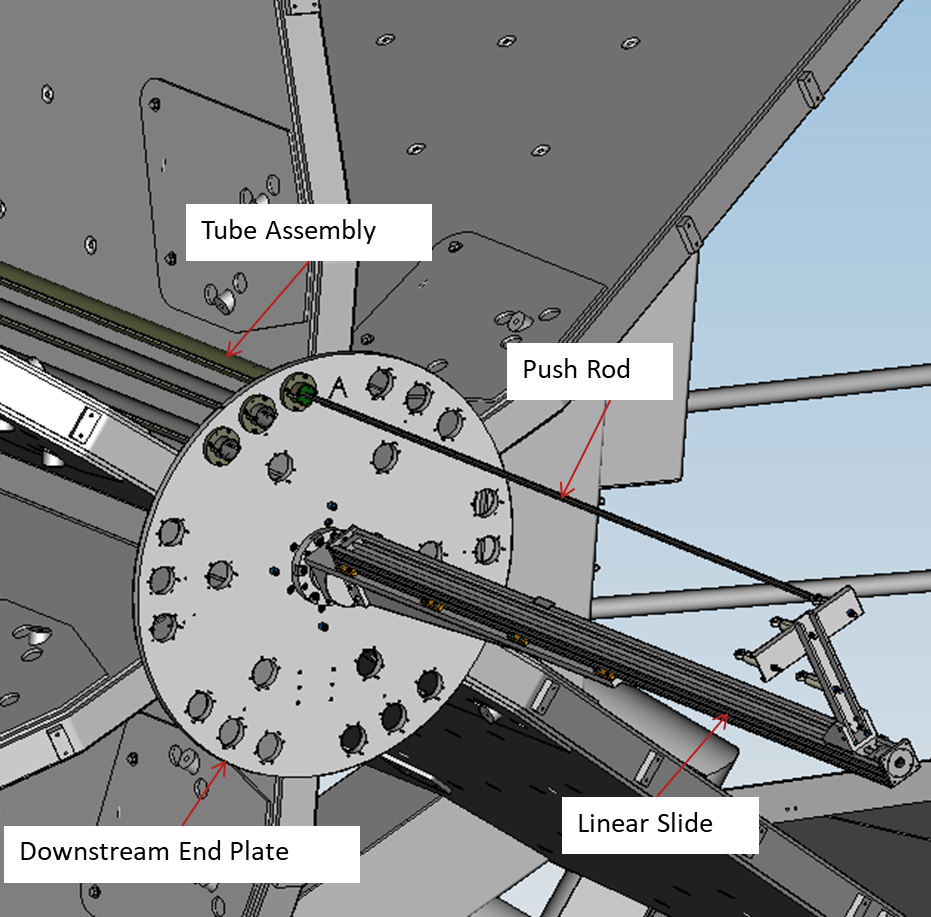 Tube Assembly
Push Rod
A
Linear Slide
Downstream End Plate